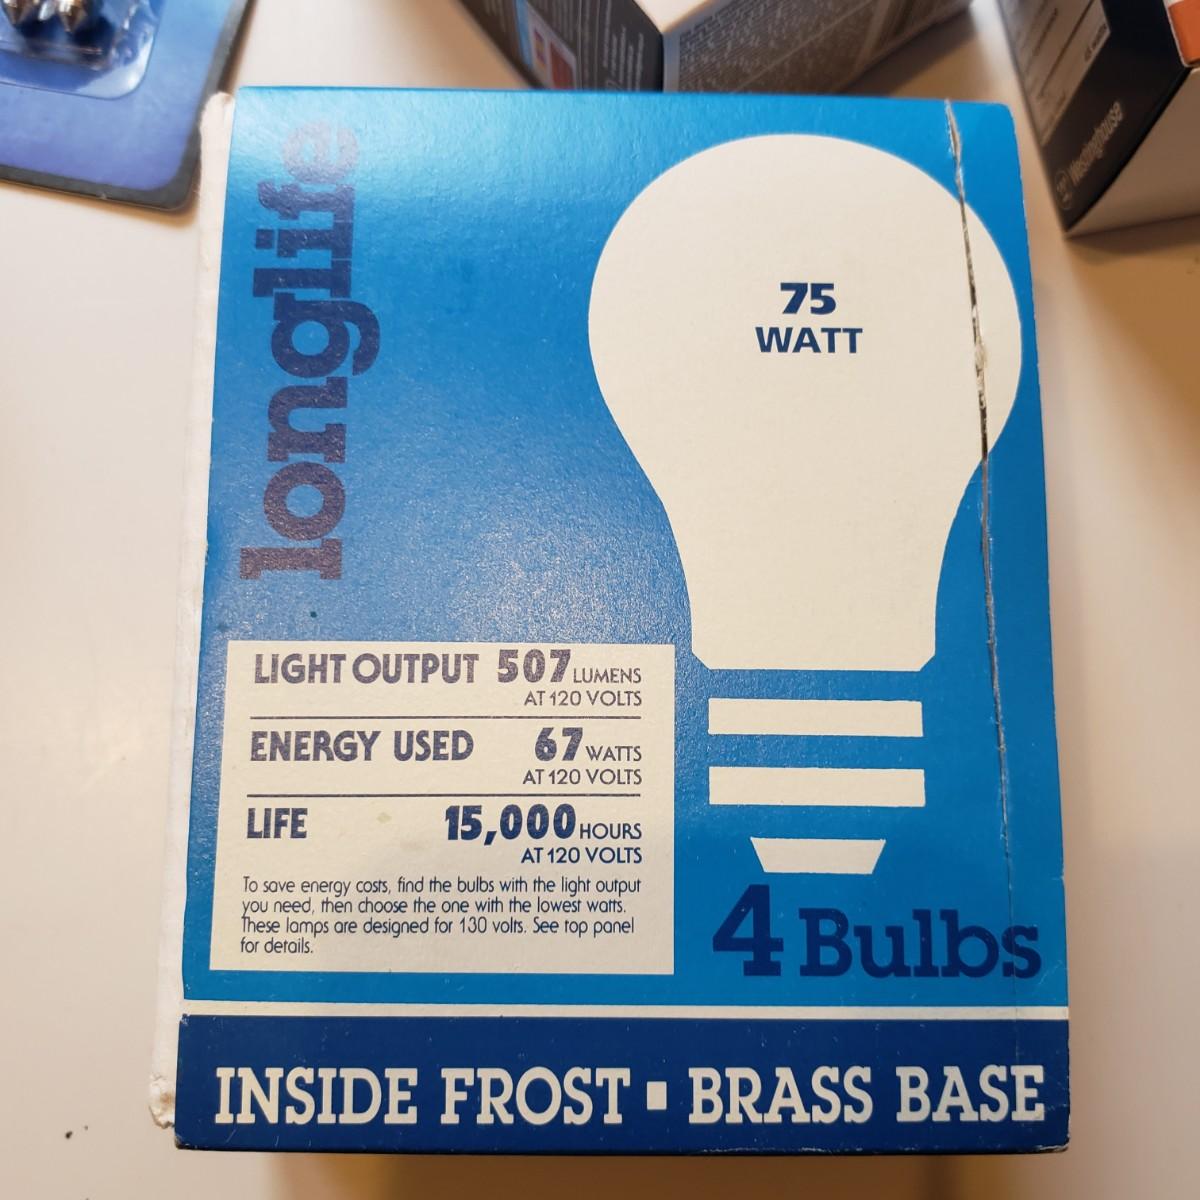 longlife
75
WATT
LIGHT OUTPUT 507 LUMENS
AT 120 VOLTS
ENERGY USED 67 WATTS
AT 120 VOLTS
LIFE 15,000 HOURS
AT 120 VOLTS
To save energy costs, find the bulbs with the light output
you need, then choose the one with the lowest watts.
These lamps are designed for 130 volts. See top panel
for details.
4 Bulbs
INSIDE FROST ▪ BRASS BASE
Westinghouse